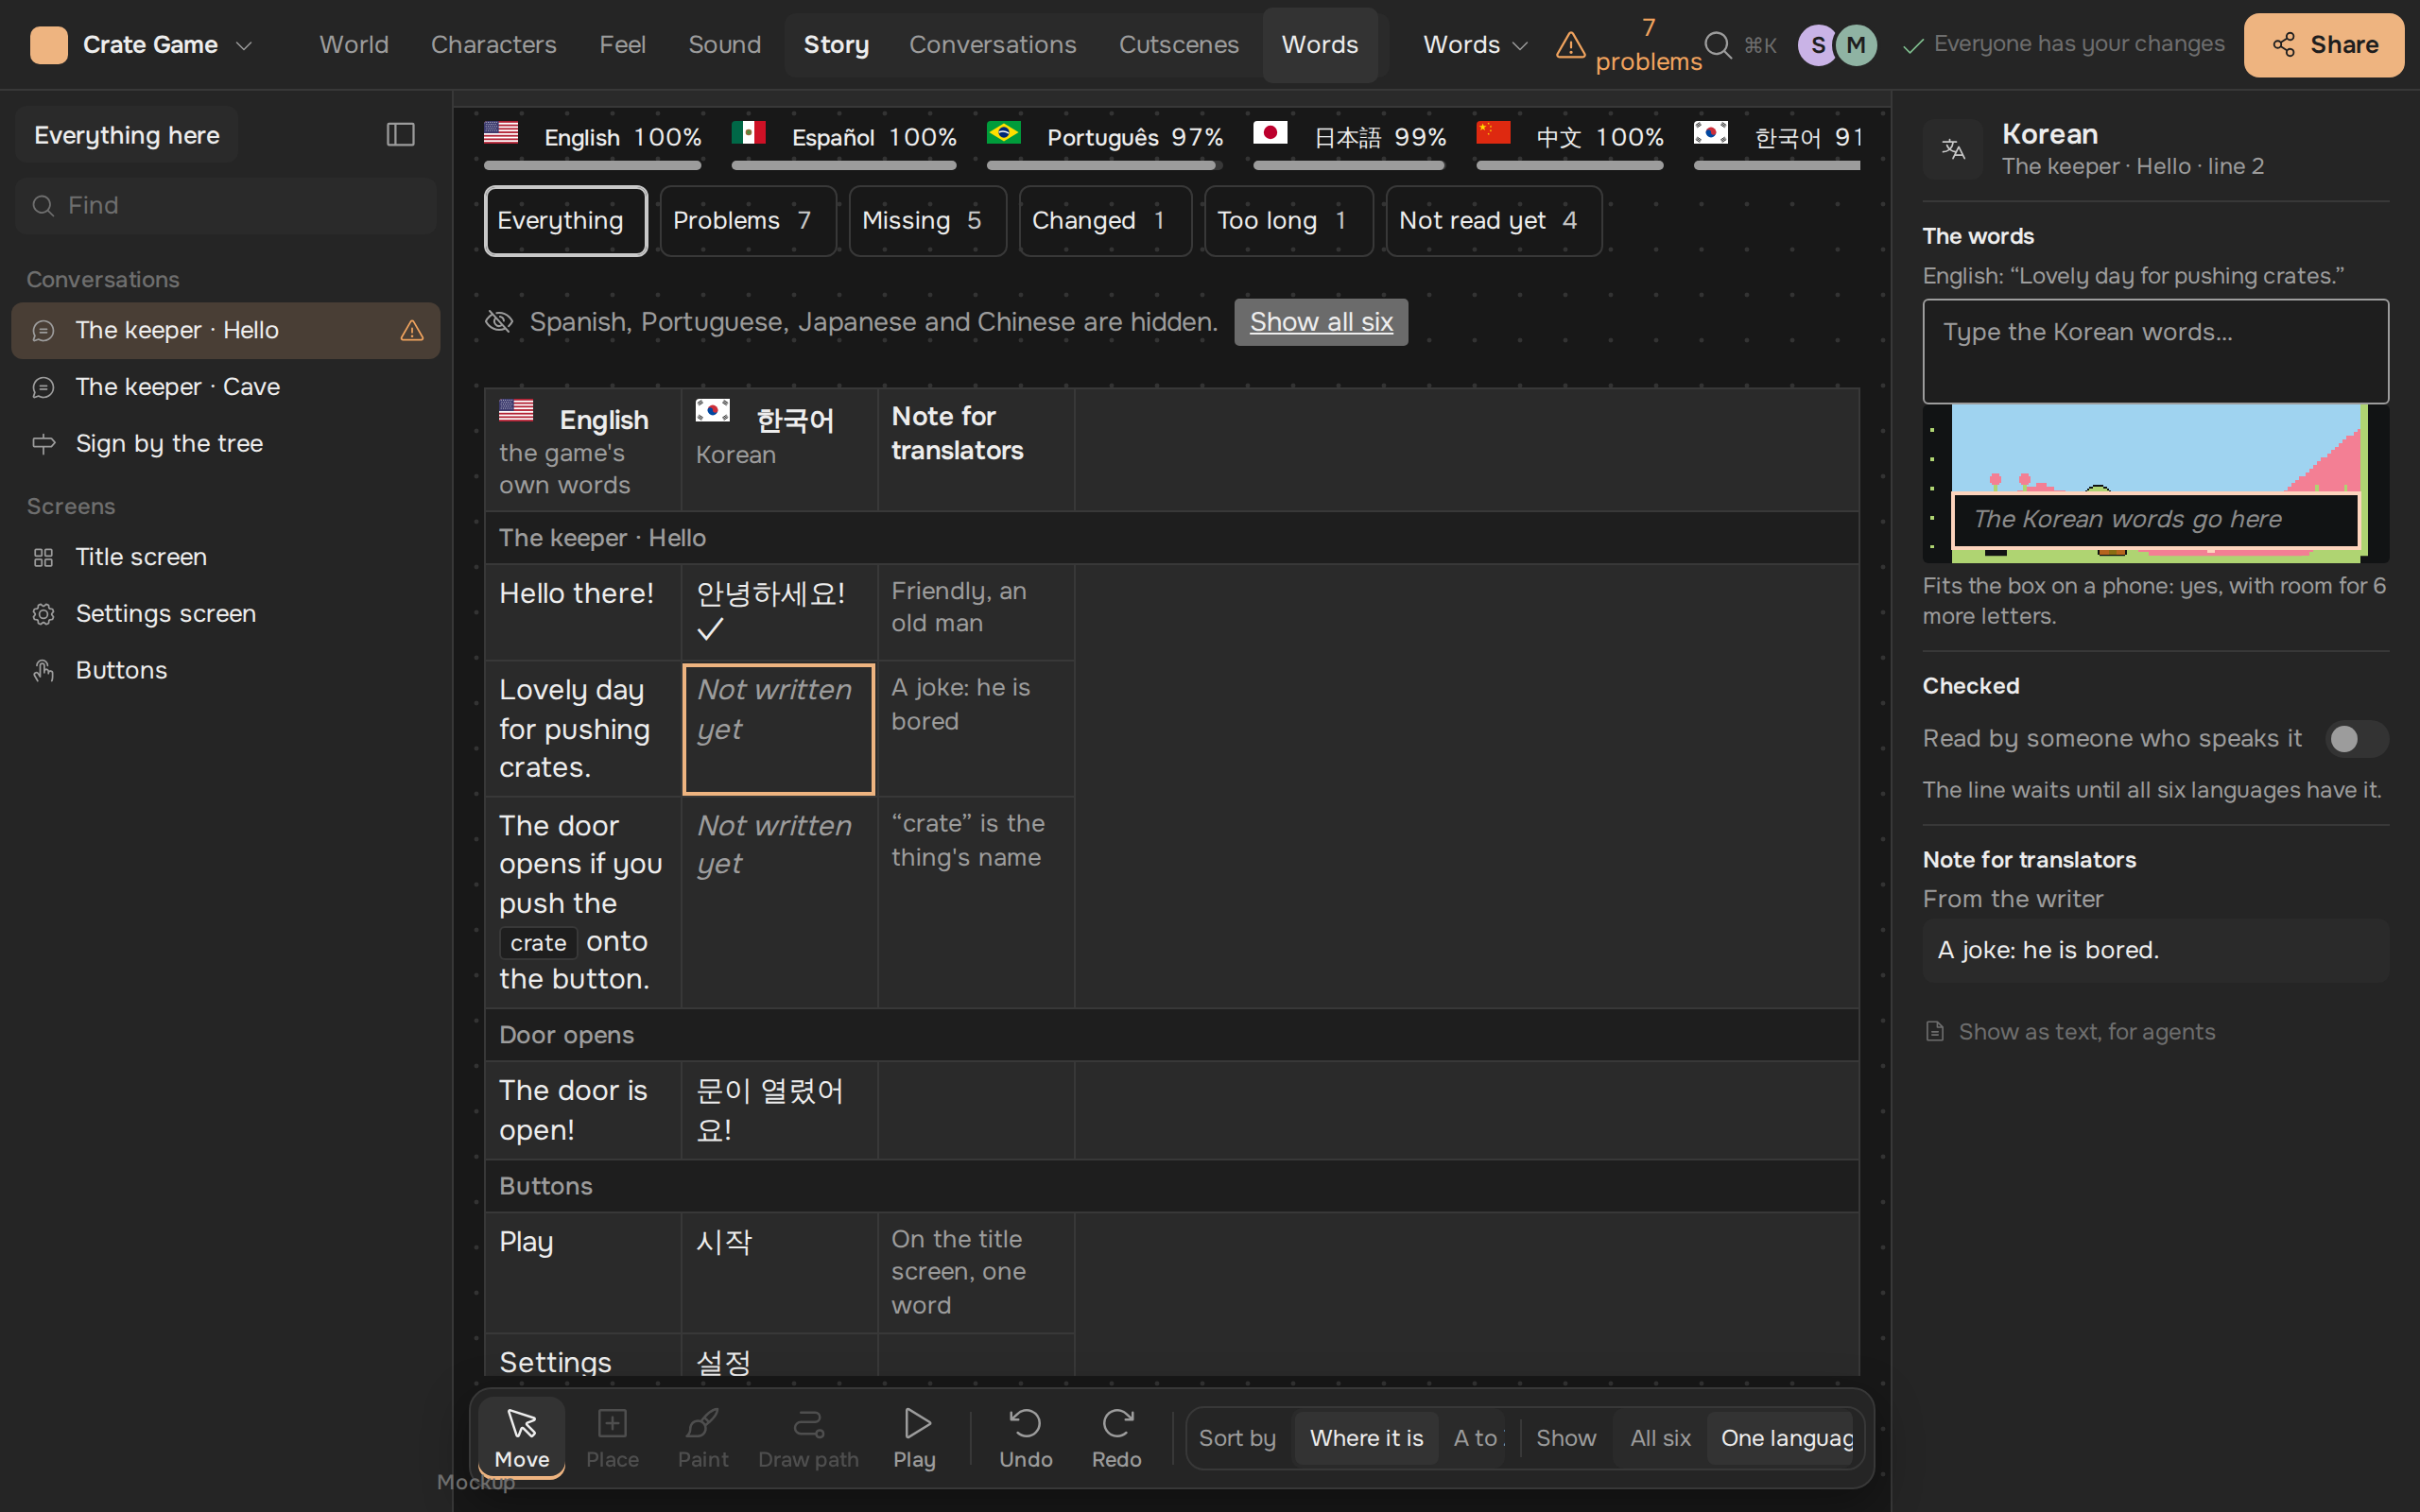 Crate Game
World
Characters
Feel
Sound
Story
Conversations
Cutscenes
Words
Words
7 problems
⌘K
S
M
Everyone has your changes
Share
Everything here
Find
Conversations
The keeper · Hello
The keeper · Cave
Sign by the tree
Screens
Title screen
Settings screen
Buttons
English 100%
Español 100%
Português 97%
日本語 99%
中文 100%
한국어 91
Everything
Problems 7
Missing 5
Changed 1
Too long 1
Not read yet 4
Spanish, Portuguese, Japanese and Chinese are hidden. Show all six
English
the game's
own words
한국어
Korean
Note for
translators
The keeper · Hello
Hello there!
안녕하세요!
✓
Friendly, an
old man
Lovely day
for pushing
crates.
Not written
yet
A joke: he is
bored
The door
opens if you
push the
crate onto
the button.
Not written
yet
“crate” is the
thing's name
Door opens
The door is
open!
문이 열렸어
요!
Buttons
Play
시작
On the title
screen, one
word
Settings
설정
Move
Place
Paint
Draw path
Play
Undo
Redo
Sort by
Where it is
A to
Show
All six
One languag
Mockup
Korean
The keeper · Hello · line 2
The words
English: “Lovely day for pushing crates.”
Type the Korean words...
The Korean words go here
Fits the box on a phone: yes, with room for 6
more letters.
Checked
Read by someone who speaks it
The line waits until all six languages have it.
Note for translators
From the writer
A joke: he is bored.
Show as text, for agents